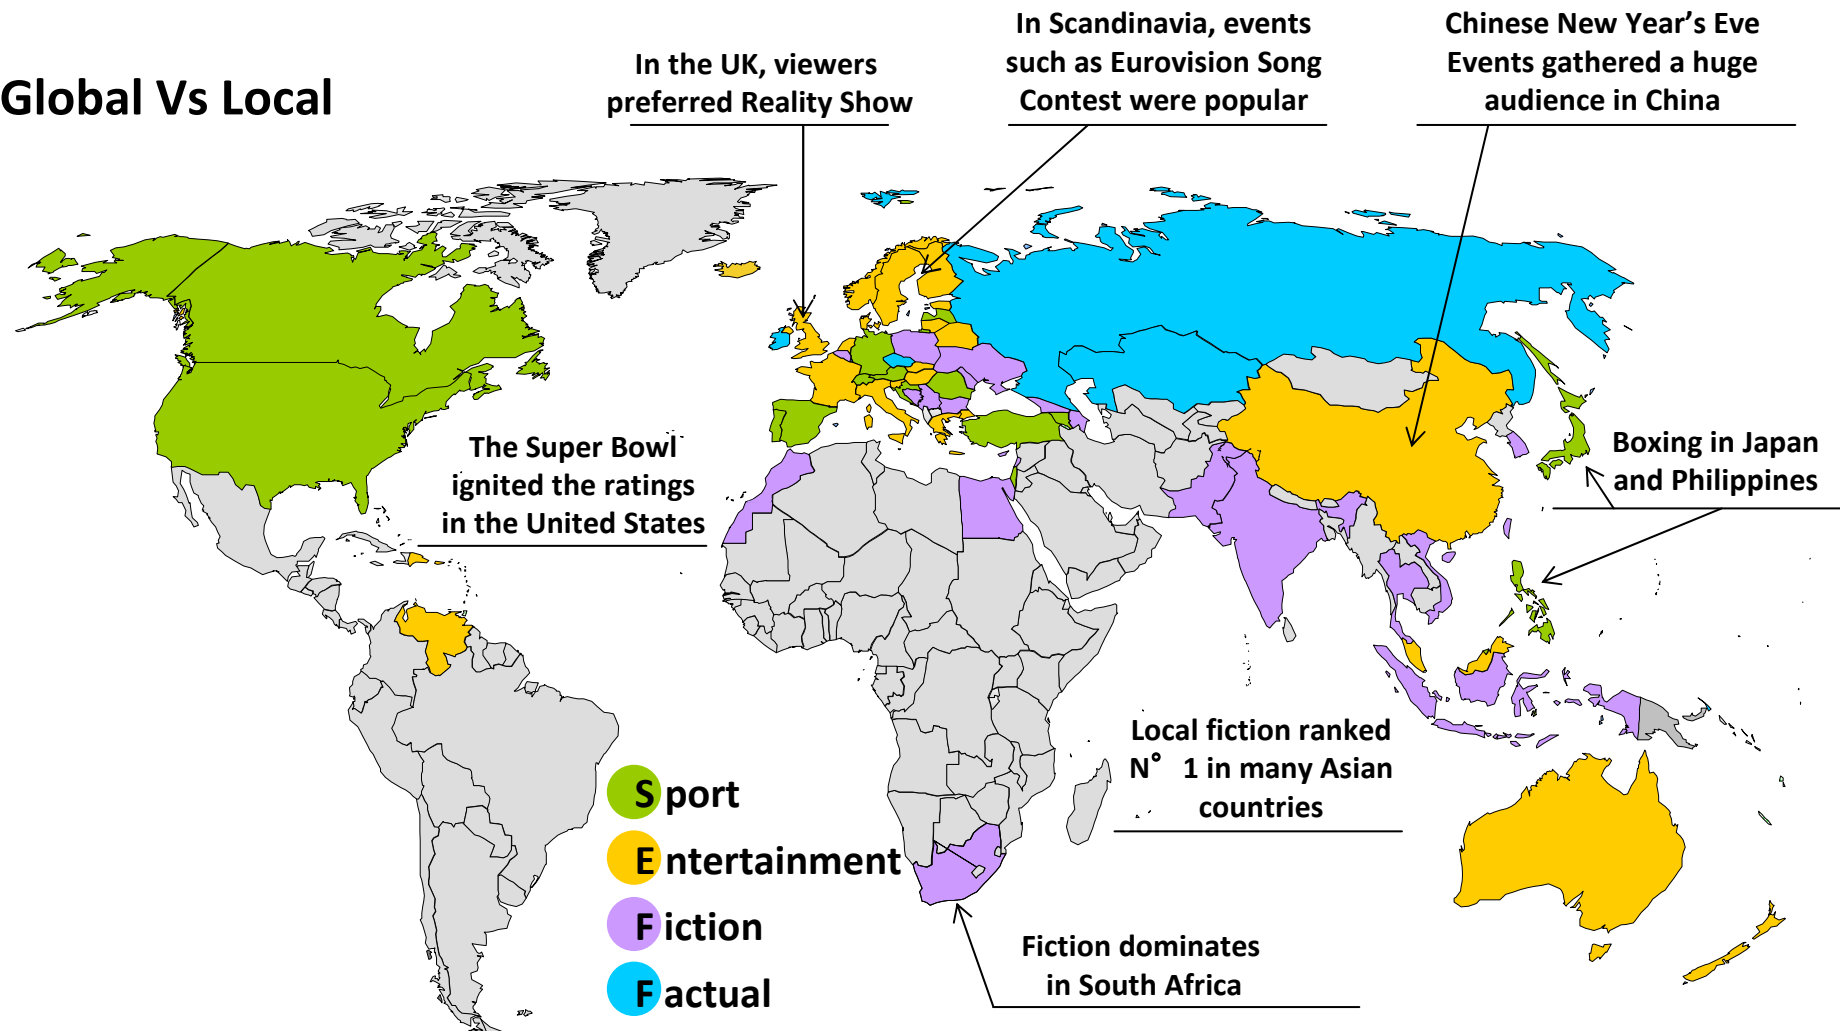 Global Vs Local
In the UK, viewers
preferred Reality Show
In Scandinavia, events
such as Eurovision Song
Contest were popular
Chinese New Year’s Eve
Events gathered a huge
audience in China
The Super Bowl
ignited the ratings
in the United States
Boxing in Japan
and Philippines
Local fiction ranked
N° 1 in many Asian
countries
Sport
Entertainment
Fiction
Factual
Fiction dominates
in South Africa